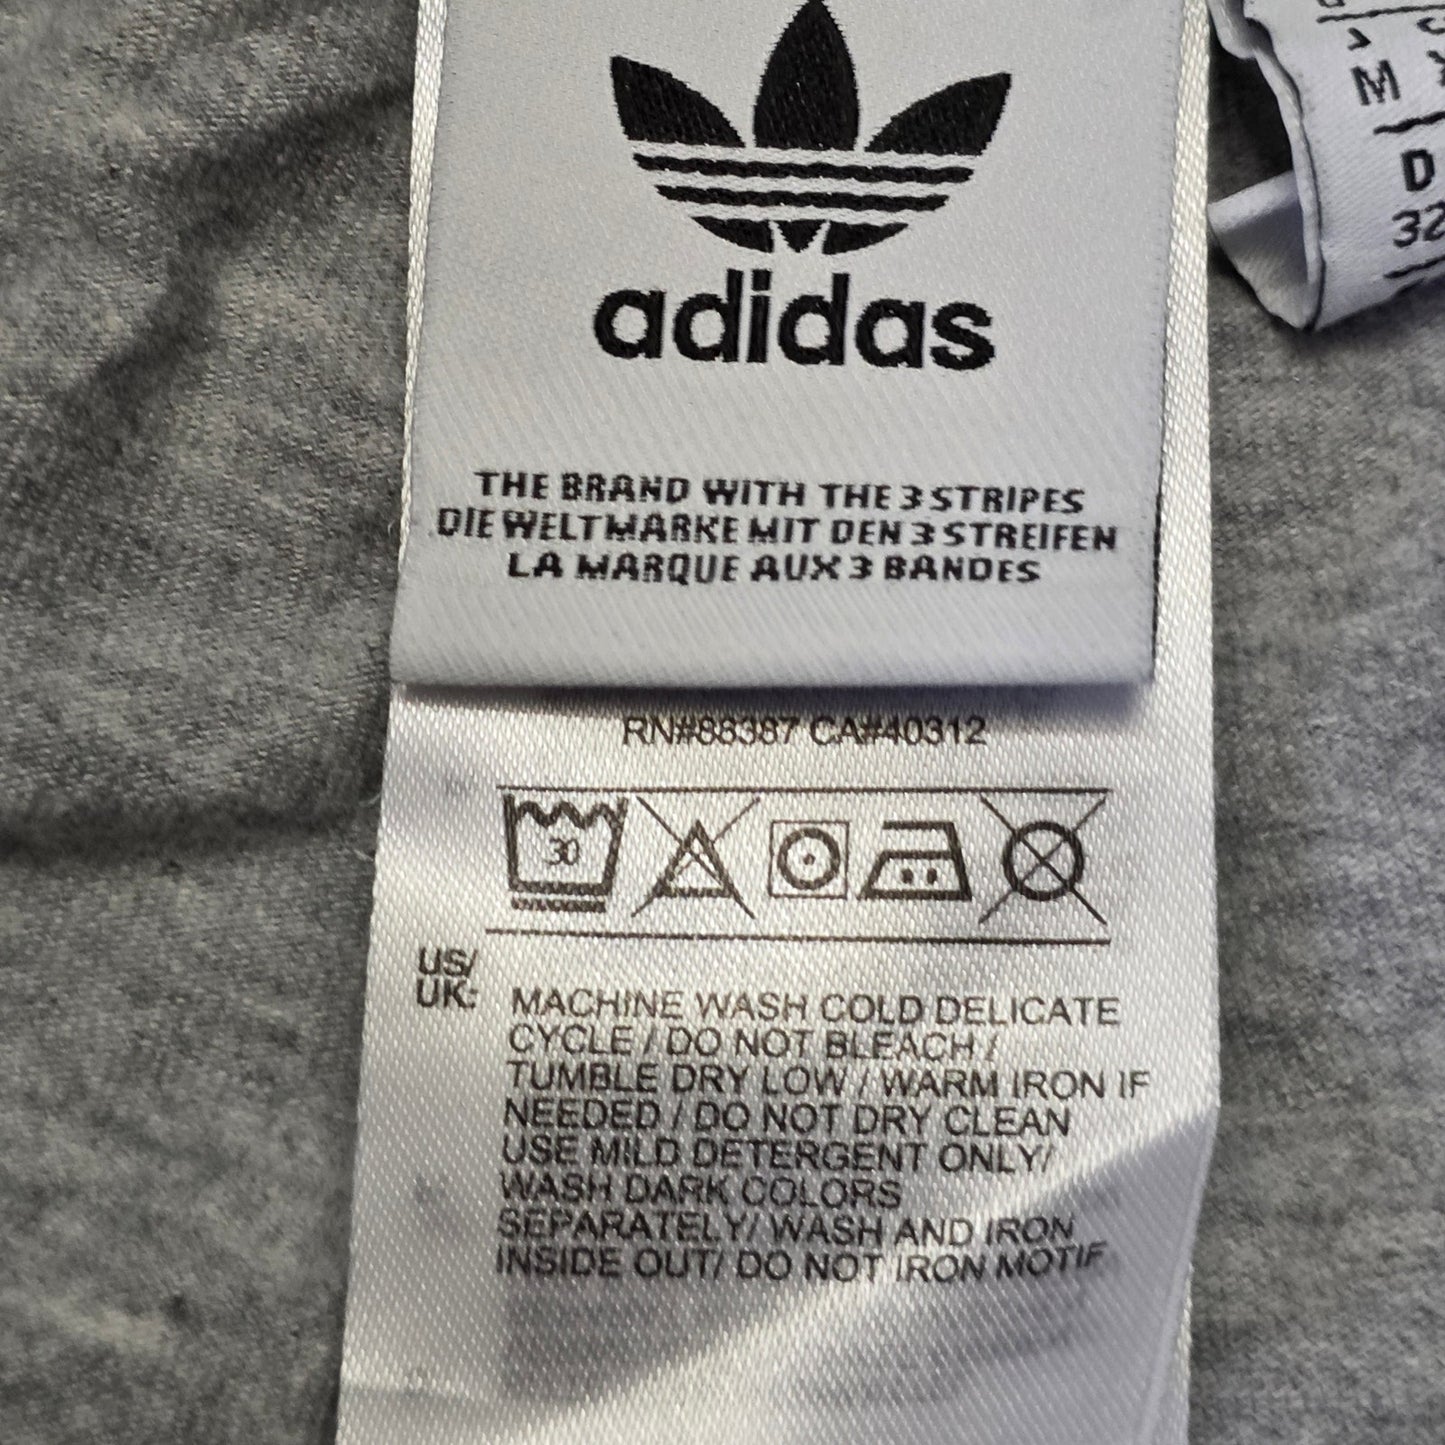 adidas
THE BRAND WITH THE 3 STRIPES
DIE WELTMARKE MIT DEN 3 STREIFEN
LA MARQUE AUX 3 BANDES
RN#88387 CA#40312
30
US/
UK:
MACHINE WASH COLD DELICATE
CYCLE / DO NOT BLEACH /
TUMBLE DRY LOW / WARM IRON IF
NEEDED / DO NOT DRY CLEAN
USE MILD DETERGENT ONLY/
WASH DARK COLORS
SEPARATELY/ WASH AND IRON
INSIDE OUT/ DO NOT IRON MOTIF
M
D
32